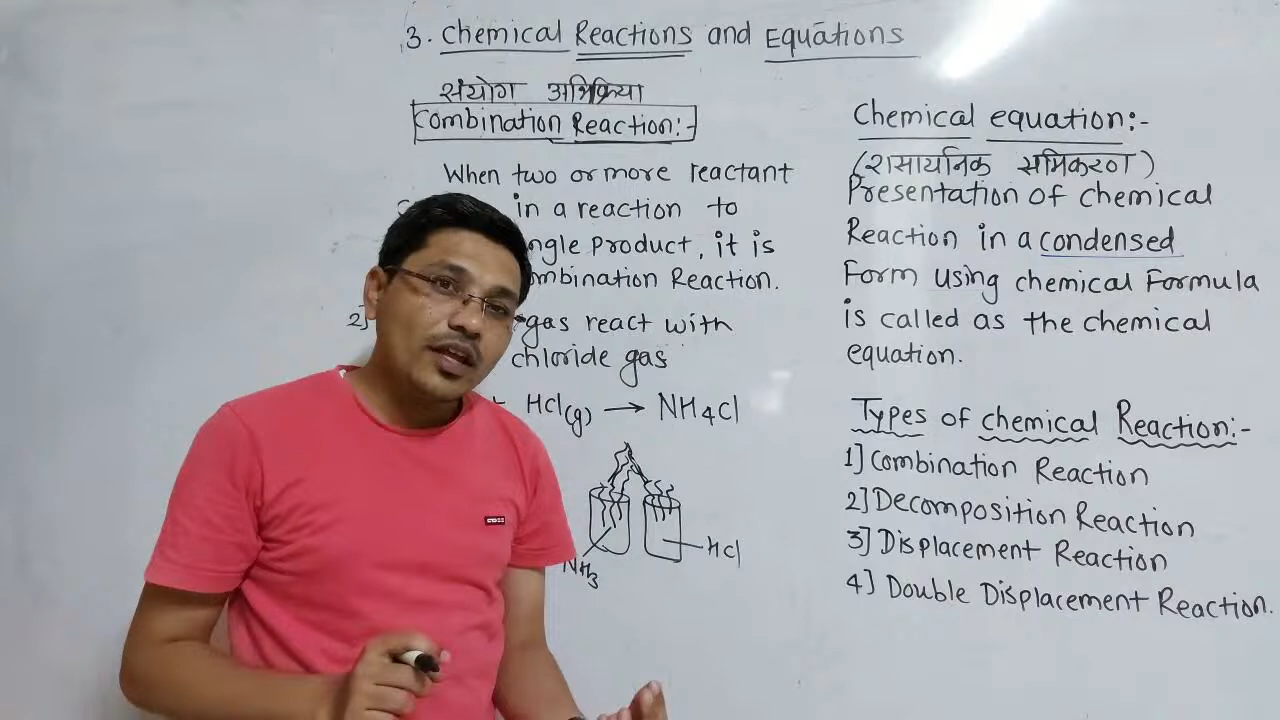 3. Chemical Reactions and Equations
संयोग अभिक्रिया
Combination Reaction:-
When two or more reactant
in a reaction to
ngle product, it is
ombination Reaction.
2] gas react with
chloride gas
+ Hcl(g) → NH4Cl
NH3
Hcl
Chemical equation:-
(रासायनिक समिकरण)
Presentation of chemical
Reaction in a condensed
Form using chemical Formula
is called as the chemical
equation.
Types of chemical Reaction:-
1] Combination Reaction
2] Decomposition Reaction
3] Displacement Reaction
4] Double Displacement Reaction.